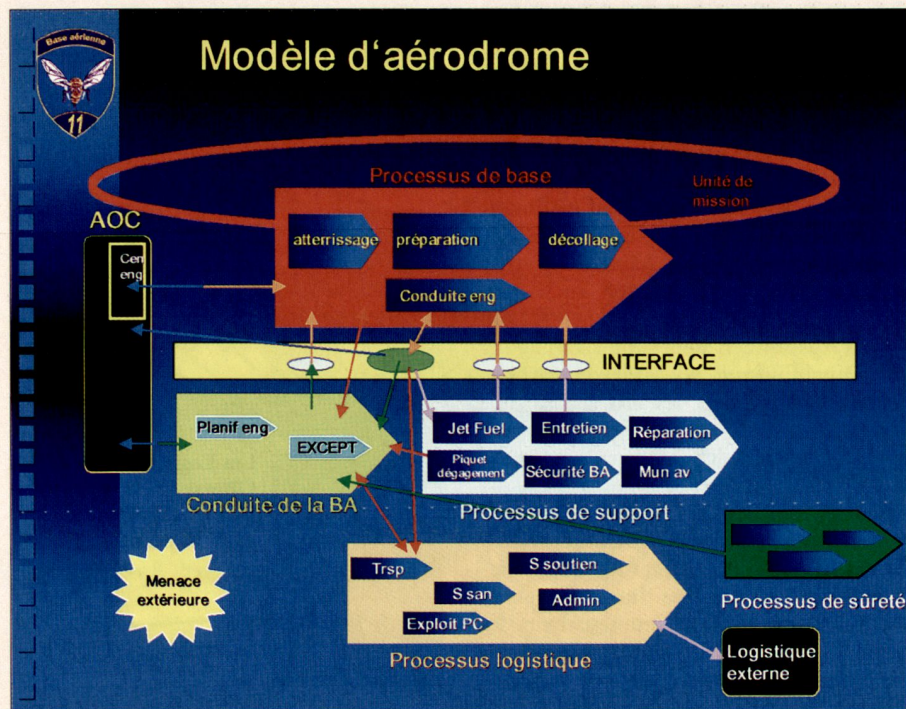 Base aérienne
11
Modèle d'aérodrome
Processus de base
Unité de
mission
AOC
Cen
eng
atterrissage
préparation
décollage
Conduite eng
INTERFACE
Planif eng
EXCEPT
Conduite de la BA
Jet Fuel
Entretien
Réparation
Piquet
dégagement
Sécurité BA
Mun av
Processus de support
Menace
extérieure
Trsp
S soutien
S san
Admin
Exploit PC
Processus logistique
Processus de sûreté
Logistique
externe